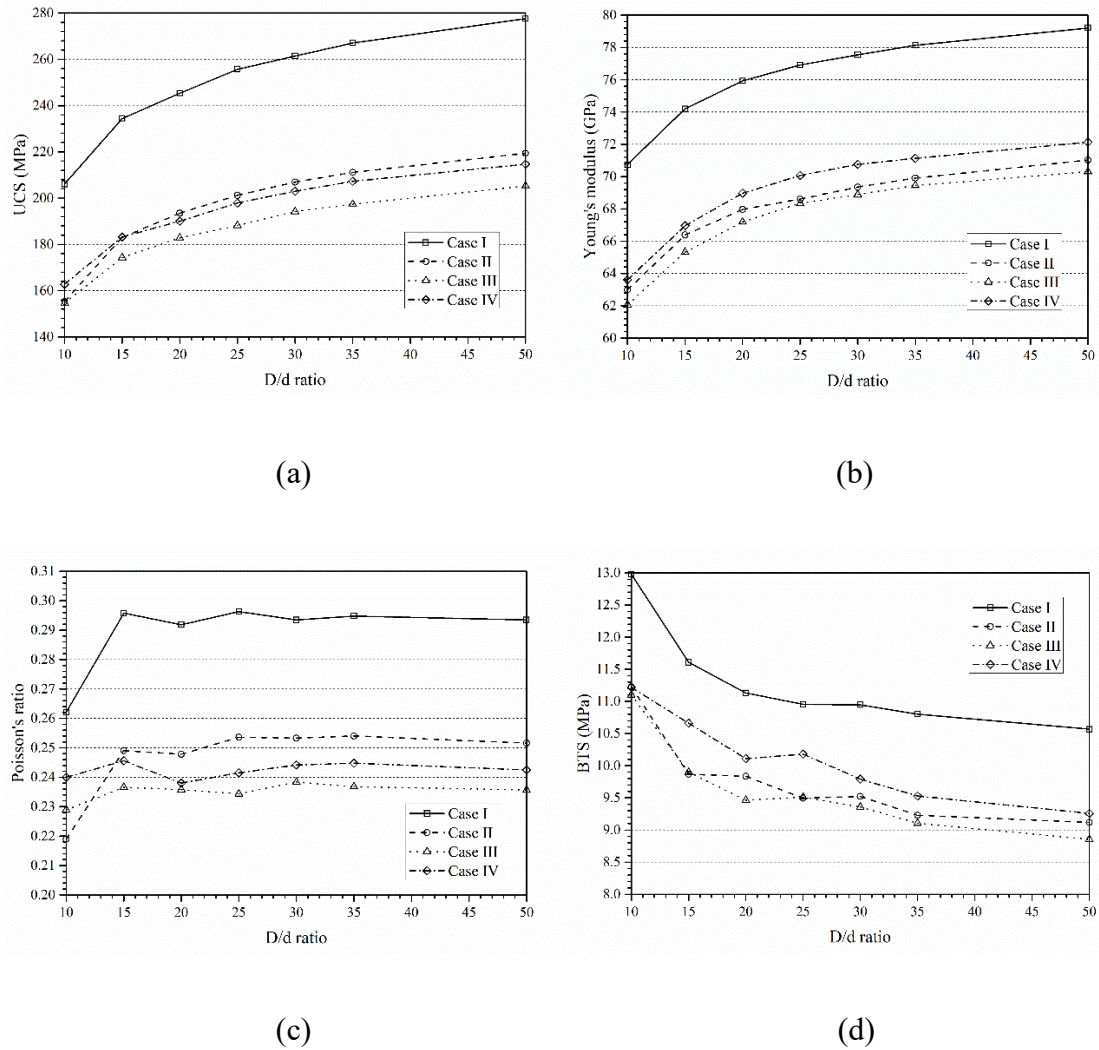 280
260
240
220
200
180
160
140
UCS (MPa)
Case I
Case II
Case III
Case IV
10 15 20 25 30 35 40 45 50
D/d ratio
(a)
80
78
76
74
72
70
68
66
64
62
60
Young's modulus (GPa)
Case I
Case II
Case III
Case IV
10 15 20 25 30 35 40 45 50
D/d ratio
(b)
0.31
0.30
0.29
0.28
0.27
0.26
0.25
0.24
0.23
0.22
0.21
0.20
Poisson's ratio
Case I
Case II
Case III
Case IV
10 15 20 25 30 35 40 45 50
D/d ratio
(c)
13.0
12.5
12.0
11.5
11.0
10.5
10.0
9.5
9.0
8.5
8.0
BTS (MPa)
Case I
Case II
Case III
Case IV
10 15 20 25 30 35 40 45 50
D/d ratio
(d)